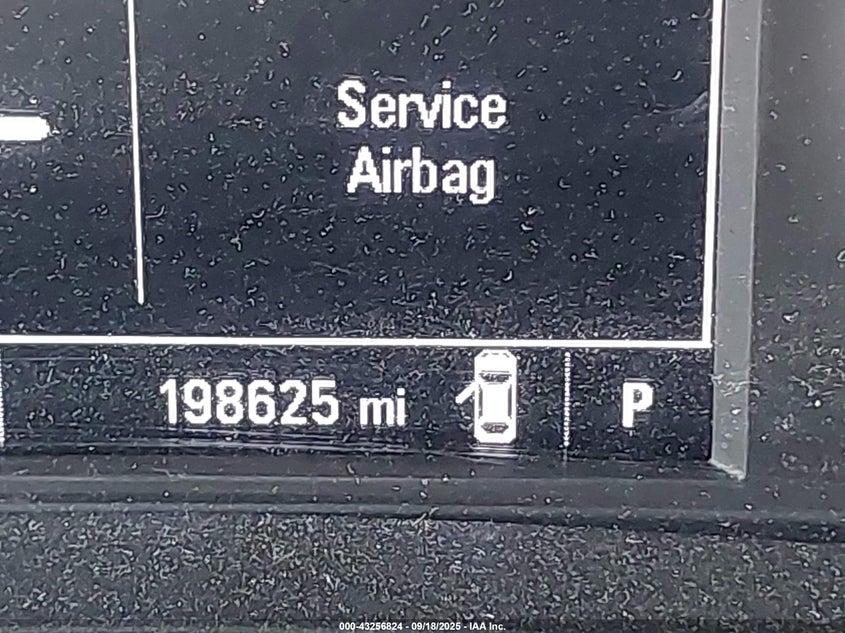 Service
Airbag
198625 mi
P
000-43256824 - 09/18/2025 - IAA Inc.